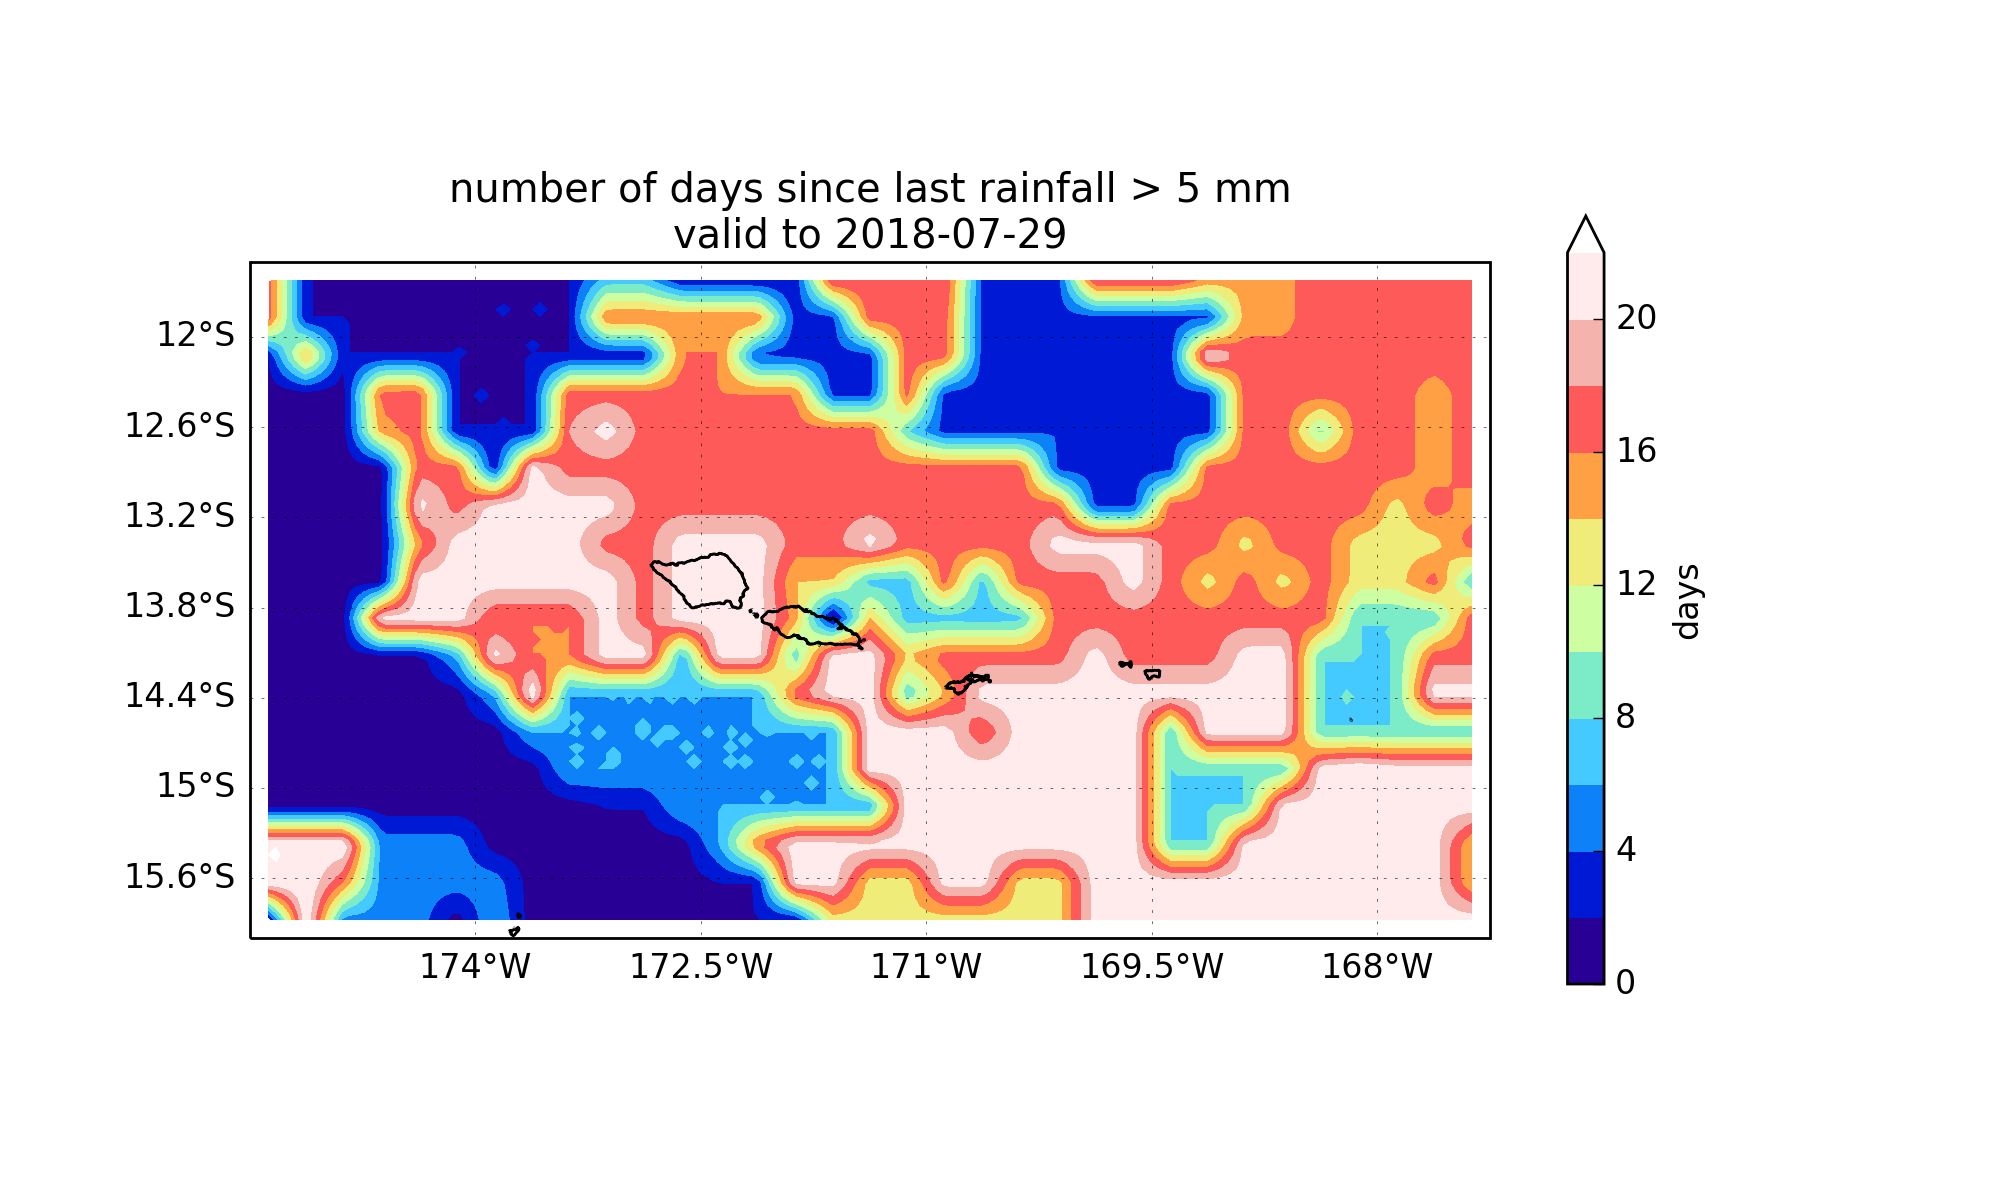 number of days since last rainfall > 5 mm
valid to 2018-07-29
12°S
12.6°S
13.2°S
13.8°S
14.4°S
15°S
15.6°S
174°W
172.5°W
171°W
169.5°W
168°W
20
16
12
8
4
0
days